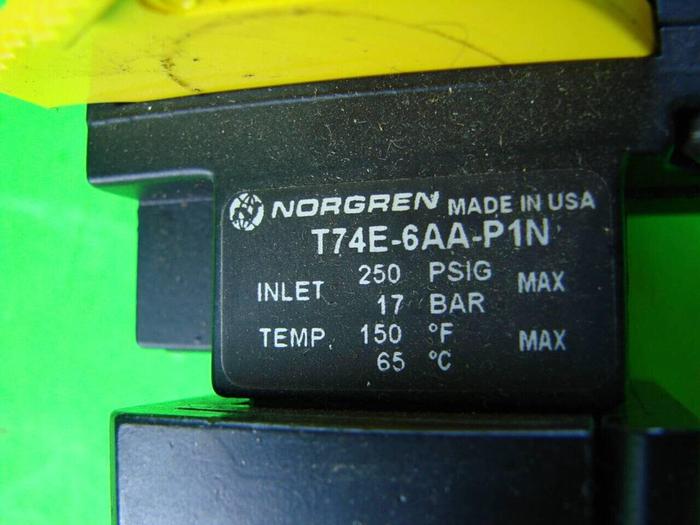 NORGREN MADE IN USA
T74E-6AA-P1N
INLET 250 PSIG MAX
17 BAR
TEMP. 150 °F MAX
65 °C